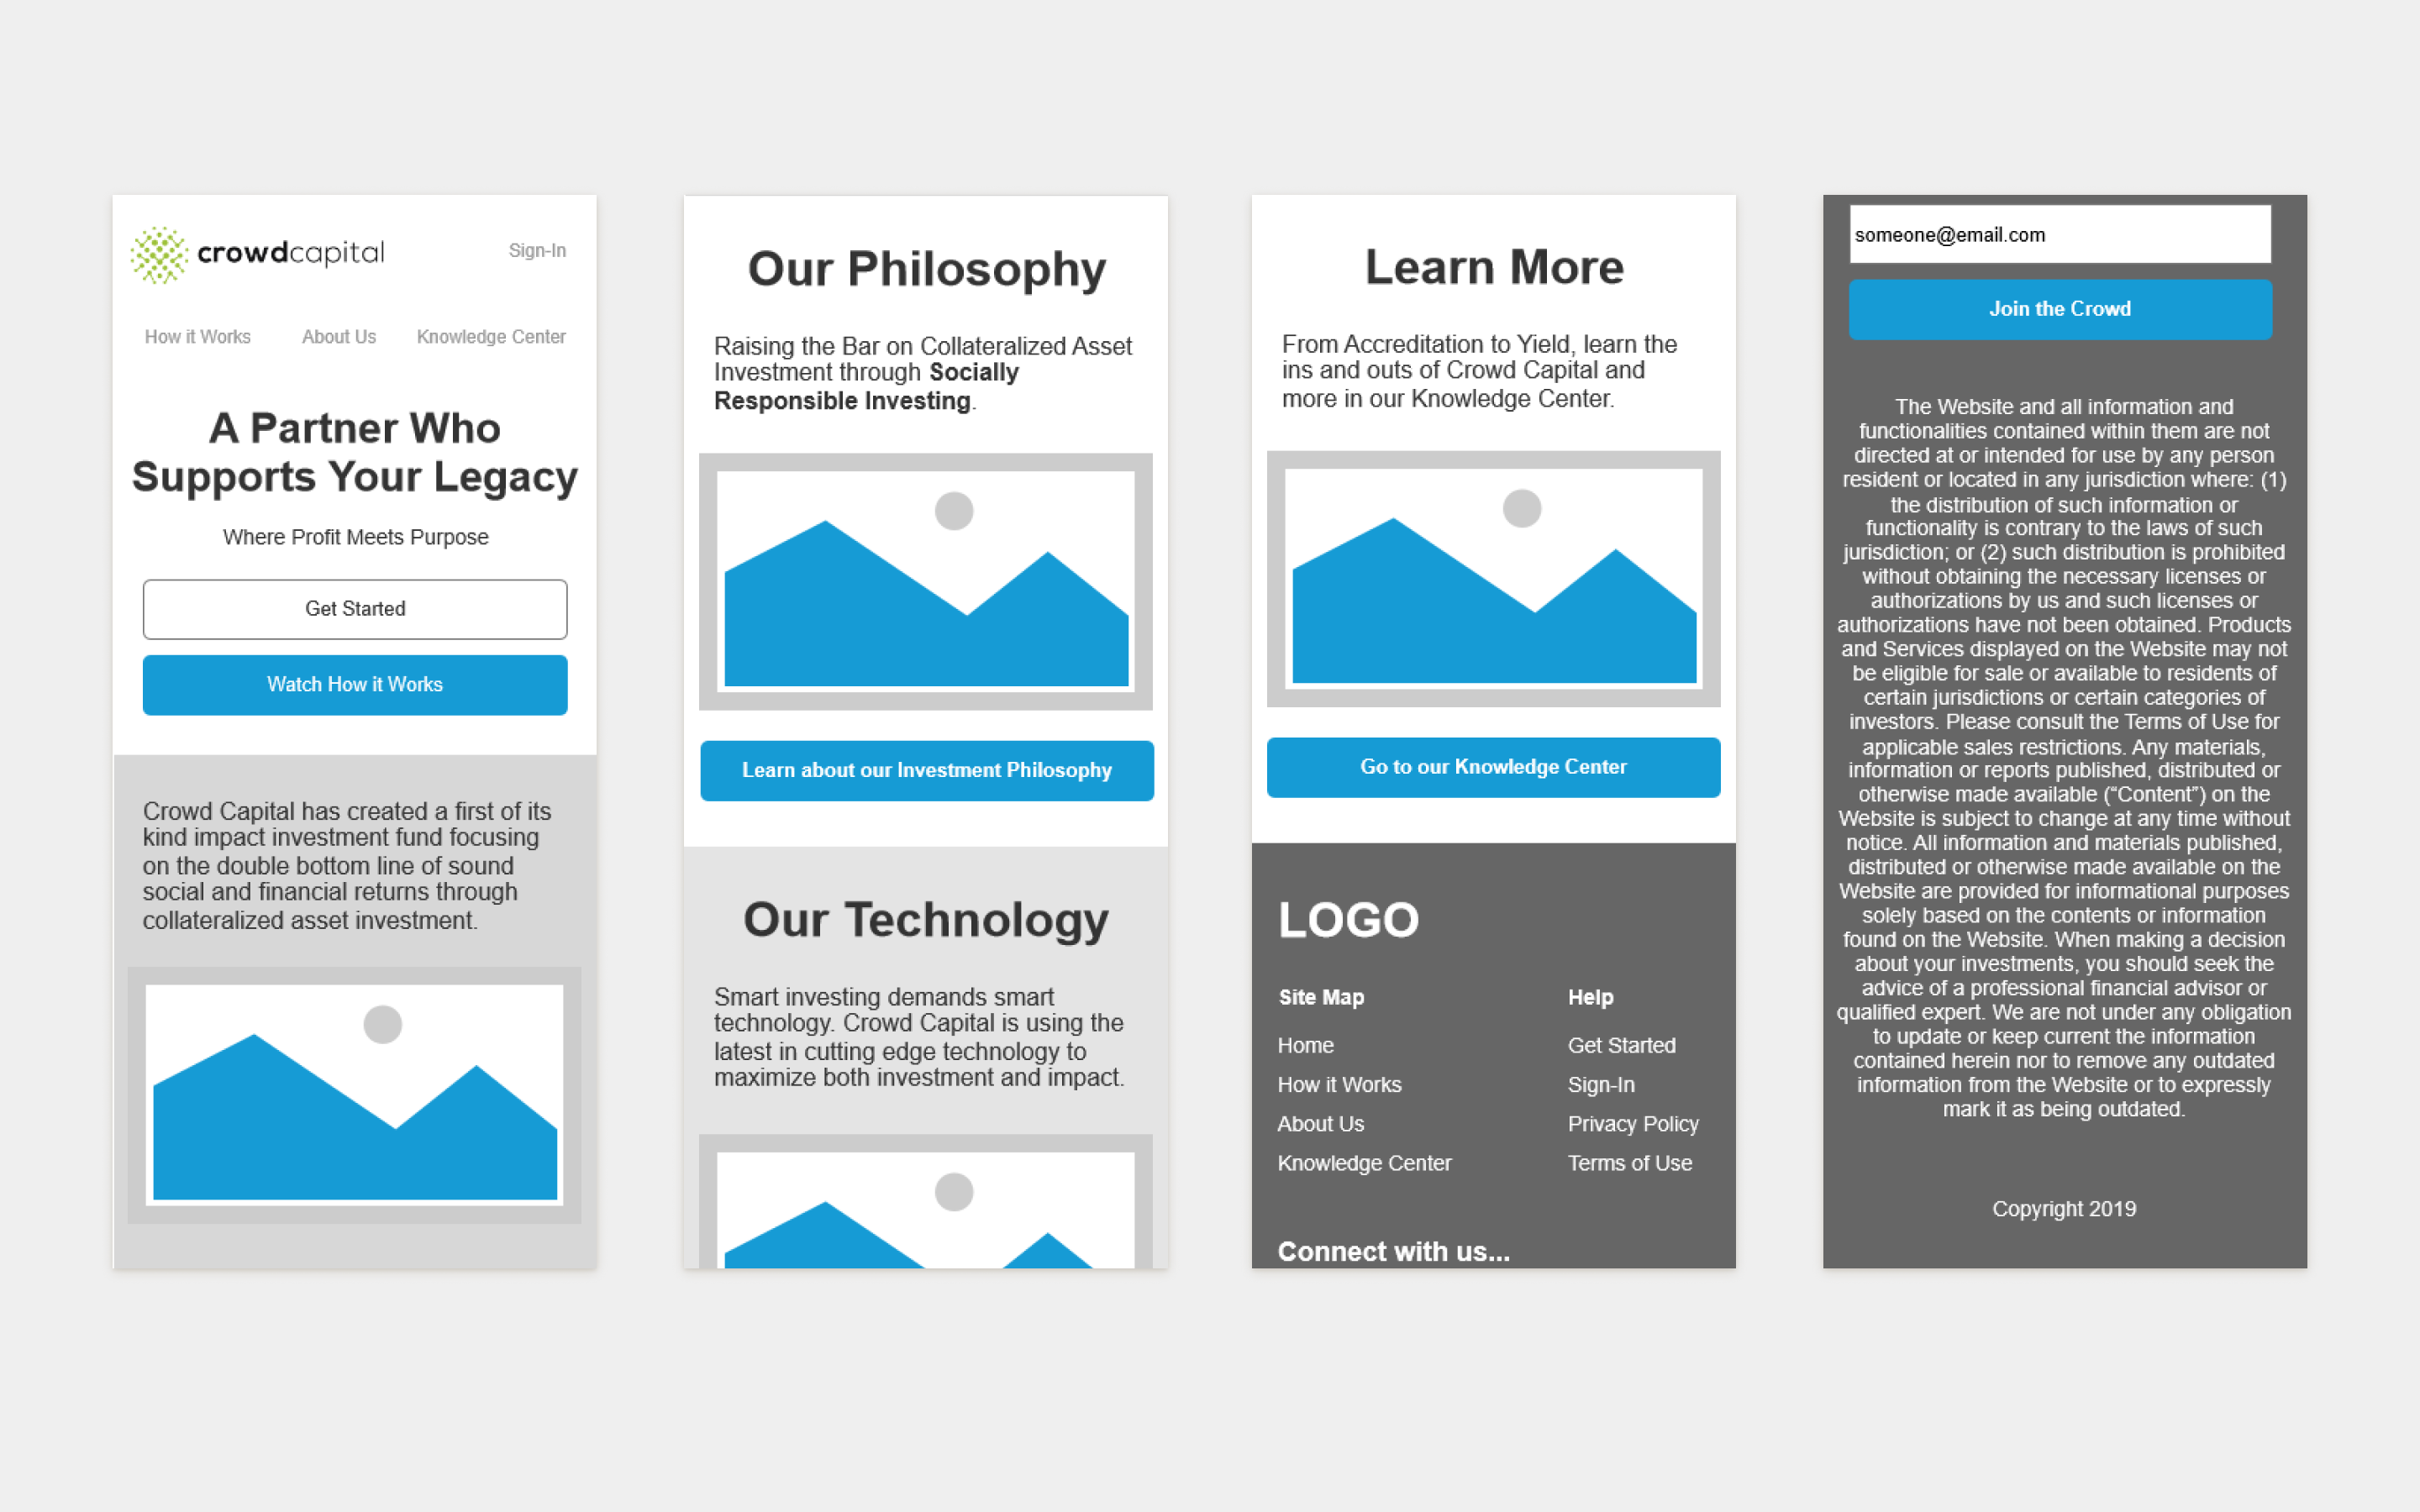 crowdcapital
Sign-In
How it Works
About Us
Knowledge Center
A Partner Who
Supports Your Legacy
Where Profit Meets Purpose
Get Started
Watch How it Works
Crowd Capital has created a first of its
kind impact investment fund focusing
on the double bottom line of sound
social and financial returns through
collateralized asset investment.
Our Philosophy
Raising the Bar on Collateralized Asset
Investment through Socially
Responsible Investing.
Learn about our Investment Philosophy
Our Technology
Smart investing demands smart
technology. Crowd Capital is using the
latest in cutting edge technology to
maximize both investment and impact.
Learn More
From Accreditation to Yield, learn the
ins and outs of Crowd Capital and
more in our Knowledge Center.
Go to our Knowledge Center
LOGO
Site Map
Home
How it Works
About Us
Knowledge Center
Help
Get Started
Sign-In
Privacy Policy
Terms of Use
Connect with us...
someone@email.com
Join the Crowd
The Website and all information and
functionalities contained within them are not
directed at or intended for use by any person
resident or located in any jurisdiction where: (1)
the distribution of such information or
functionality is contrary to the laws of such
jurisdiction; or (2) such distribution is prohibited
without obtaining the necessary licenses or
authorizations by us and such licenses or
authorizations have not been obtained. Products
and Services displayed on the Website may not
be eligible for sale or available to residents of
certain jurisdictions or certain categories of
investors. Please consult the Terms of Use for
applicable sales restrictions. Any materials,
information or reports published, distributed or
otherwise made available (“Content”) on the
Website is subject to change at any time without
notice. All information and materials published,
distributed or otherwise made available on the
Website are provided for informational purposes
solely based on the contents or information
found on the Website. When making a decision
about your investments, you should seek the
advice of a professional financial advisor or
qualified expert. We are not under any obligation
to update or keep current the information
contained herein nor to remove any outdated
information from the Website or to expressly
mark it as being outdated.
Copyright 2019